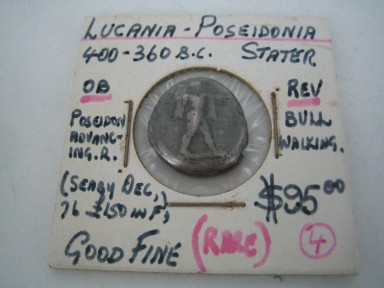 LUCANIA - POSEIDONIA
400-360 B.C. STATER
OB
POSEIDON
ADVANC-
ING. R.
REV
BULL
WALKING.
(SEABY DEC,
76 £150 in F,)
$95.00
GOOD FINE (RARE) 4